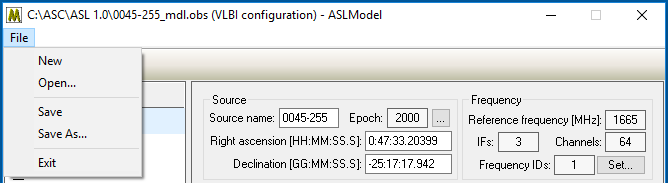 C:\ASC\ASL 1.0\0045-255_mdl.obs (VLBI configuration) - ASLModel
File
New
Open...
Save
Save As...
Exit
Source
Source name: 0045-255 Epoch: 2000 ...
Right ascension [HH:MM:SS.S]: 0:47:33.20399
Declination [GG:MM:SS.S]: -25:17:17.942
Frequency
Reference frequency [MHz]: 1665
IFs: 3 Channels: 64
Frequency IDs: 1 Set...